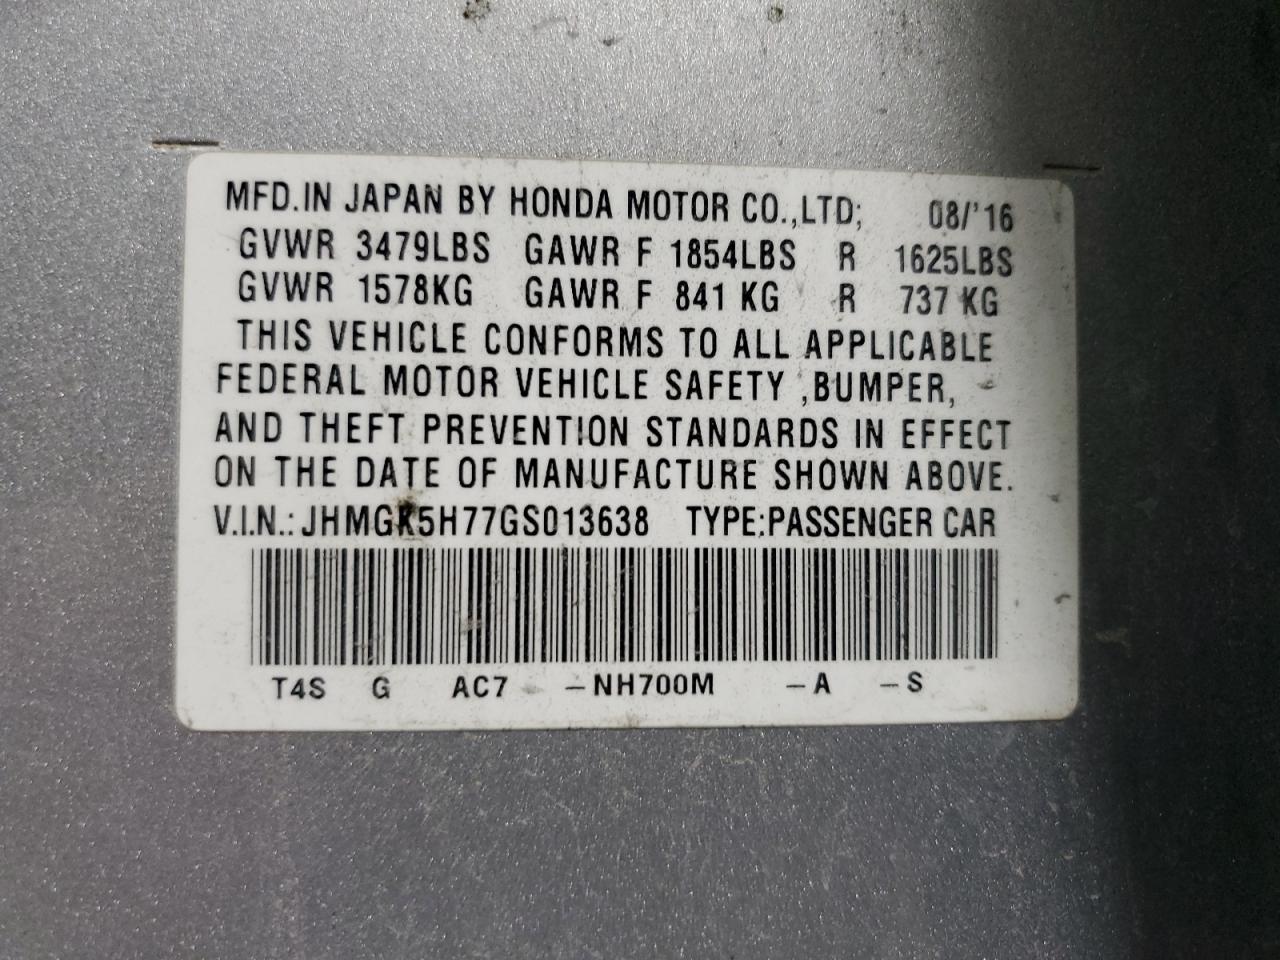 MFD.IN JAPAN BY HONDA MOTOR CO.,LTD; 08/'16
GVWR 3479LBS GAWR F 1854LBS R 1625LBS
GVWR 1578KG GAWR F 841 KG R 737 KG
THIS VEHICLE CONFORMS TO ALL APPLICABLE
FEDERAL MOTOR VEHICLE SAFETY ,BUMPER,
AND THEFT PREVENTION STANDARDS IN EFFECT
ON THE DATE OF MANUFACTURE SHOWN ABOVE.
V.I.N.: JHMGK5H77GS013638 TYPE:PASSENGER CAR
T4S G AC7 -NH700M -A -S